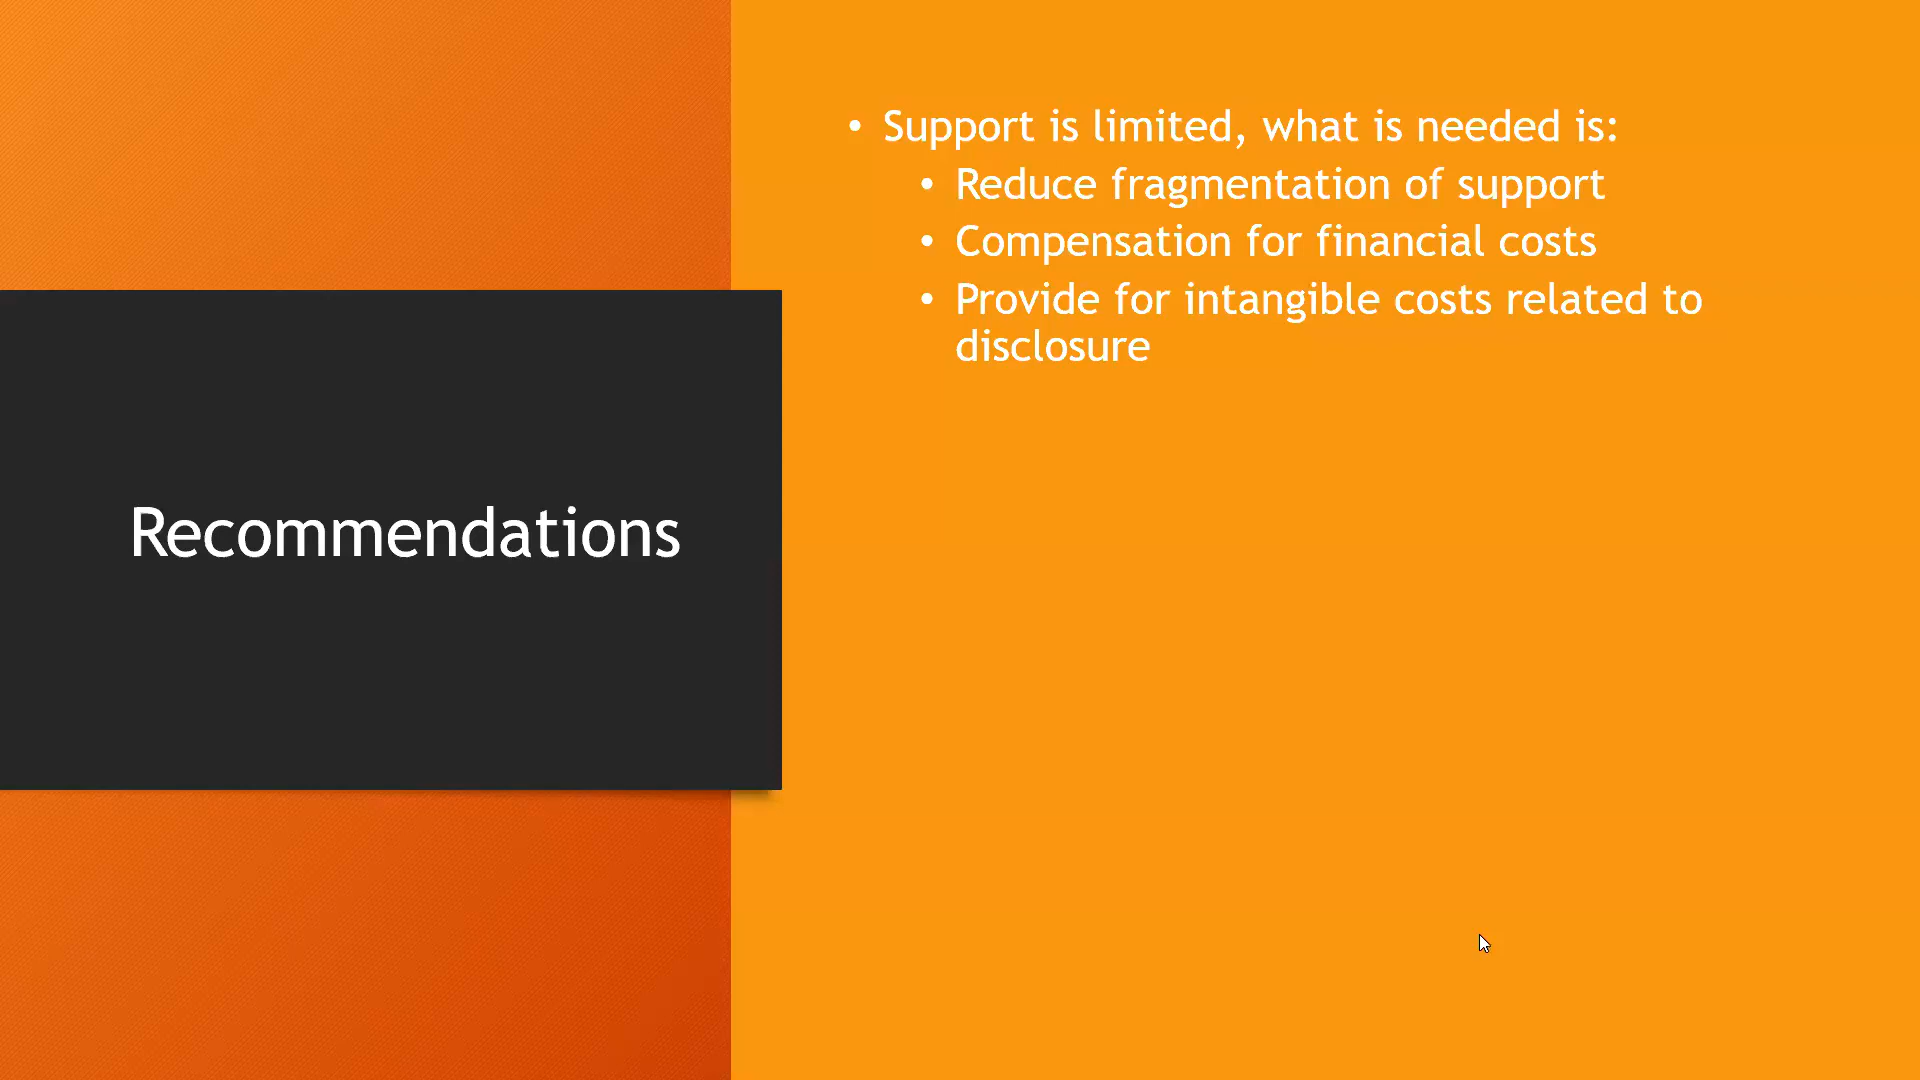 Recommendations
• Support is limited, what is needed is:
• Reduce fragmentation of support
• Compensation for financial costs
• Provide for intangible costs related to
disclosure